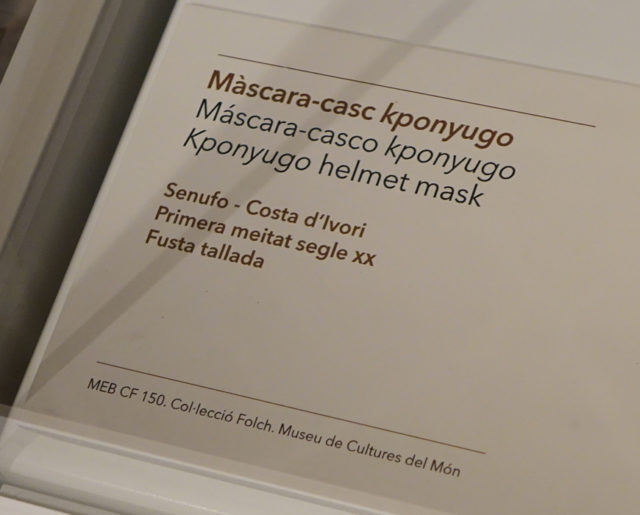 Màscara-casc kponyugo
Máscara-casco kponyugo
Kponyugo helmet mask
Senufo - Costa d’Ivori
Primera meitat segle xx
Fusta tallada
MEB CF 150. Col·lecció Folch. Museu de Cultures del Món